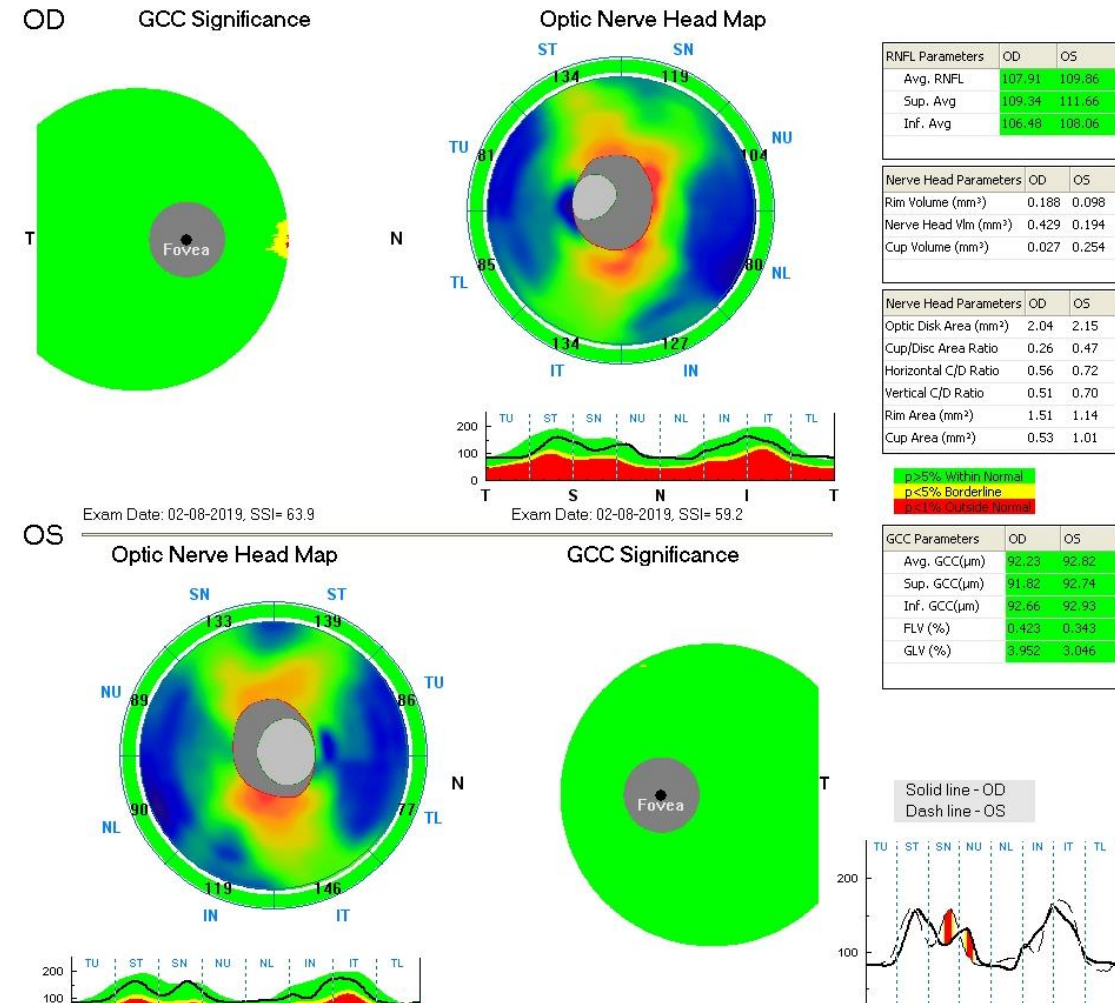 OD GCC Significance Optic Nerve Head Map
ST SN
134 119
TU 81 104 NU
T Fovea N
TL 85 80 NL
134 127
IT IN
TU ST SN NU NL IN IT TL
200
100
0
T S N I T
Exam Date: 02-08-2019, SSI= 63.9 Exam Date: 02-08-2019, SSI= 59.2
RNFL Parameters OD OS
Avg. RNFL 107.91 109.86
Sup. Avg 109.34 111.66
Inf. Avg 106.48 108.06
Nerve Head Parameters OD OS
Rim Volume (mm³) 0.188 0.098
Nerve Head Vlm (mm³) 0.429 0.194
Cup Volume (mm³) 0.027 0.254
Nerve Head Parameters OD OS
Optic Disk Area (mm²) 2.04 2.15
Cup/Disc Area Ratio 0.26 0.47
Horizontal C/D Ratio 0.56 0.72
Vertical C/D Ratio 0.51 0.70
Rim Area (mm²) 1.51 1.14
Cup Area (mm²) 0.53 1.01
p>5% Within Normal
p<5% Borderline
p<1% Outside Normal
OS
Optic Nerve Head Map GCC Significance
SN ST
133 139
NU 89 86 TU
N Fovea T
NL 90 77 TL
119 146
IN IT
TU ST SN NU NL IN IT TL
200
100
GCC Parameters OD OS
Avg. GCC(µm) 92.23 92.82
Sup. GCC(µm) 91.82 92.74
Inf. GCC(µm) 92.66 92.93
FLV (%) 0.423 0.343
GLV (%) 3.952 3.046
Solid line - OD
Dash line - OS
TU ST SN NU NL IN IT TL
200
100